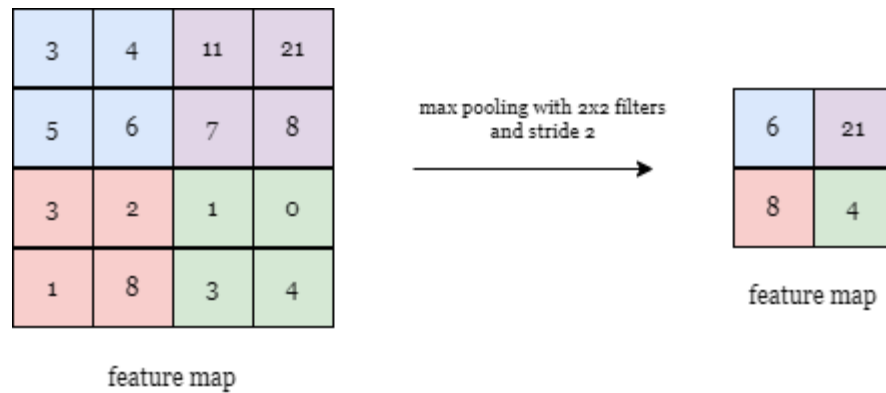 3 4 11 21
5 6 7 8
3 2 1 0
1 8 3 4
feature map
max pooling with 2x2 filters
and stride 2
6 21
8 4
feature map